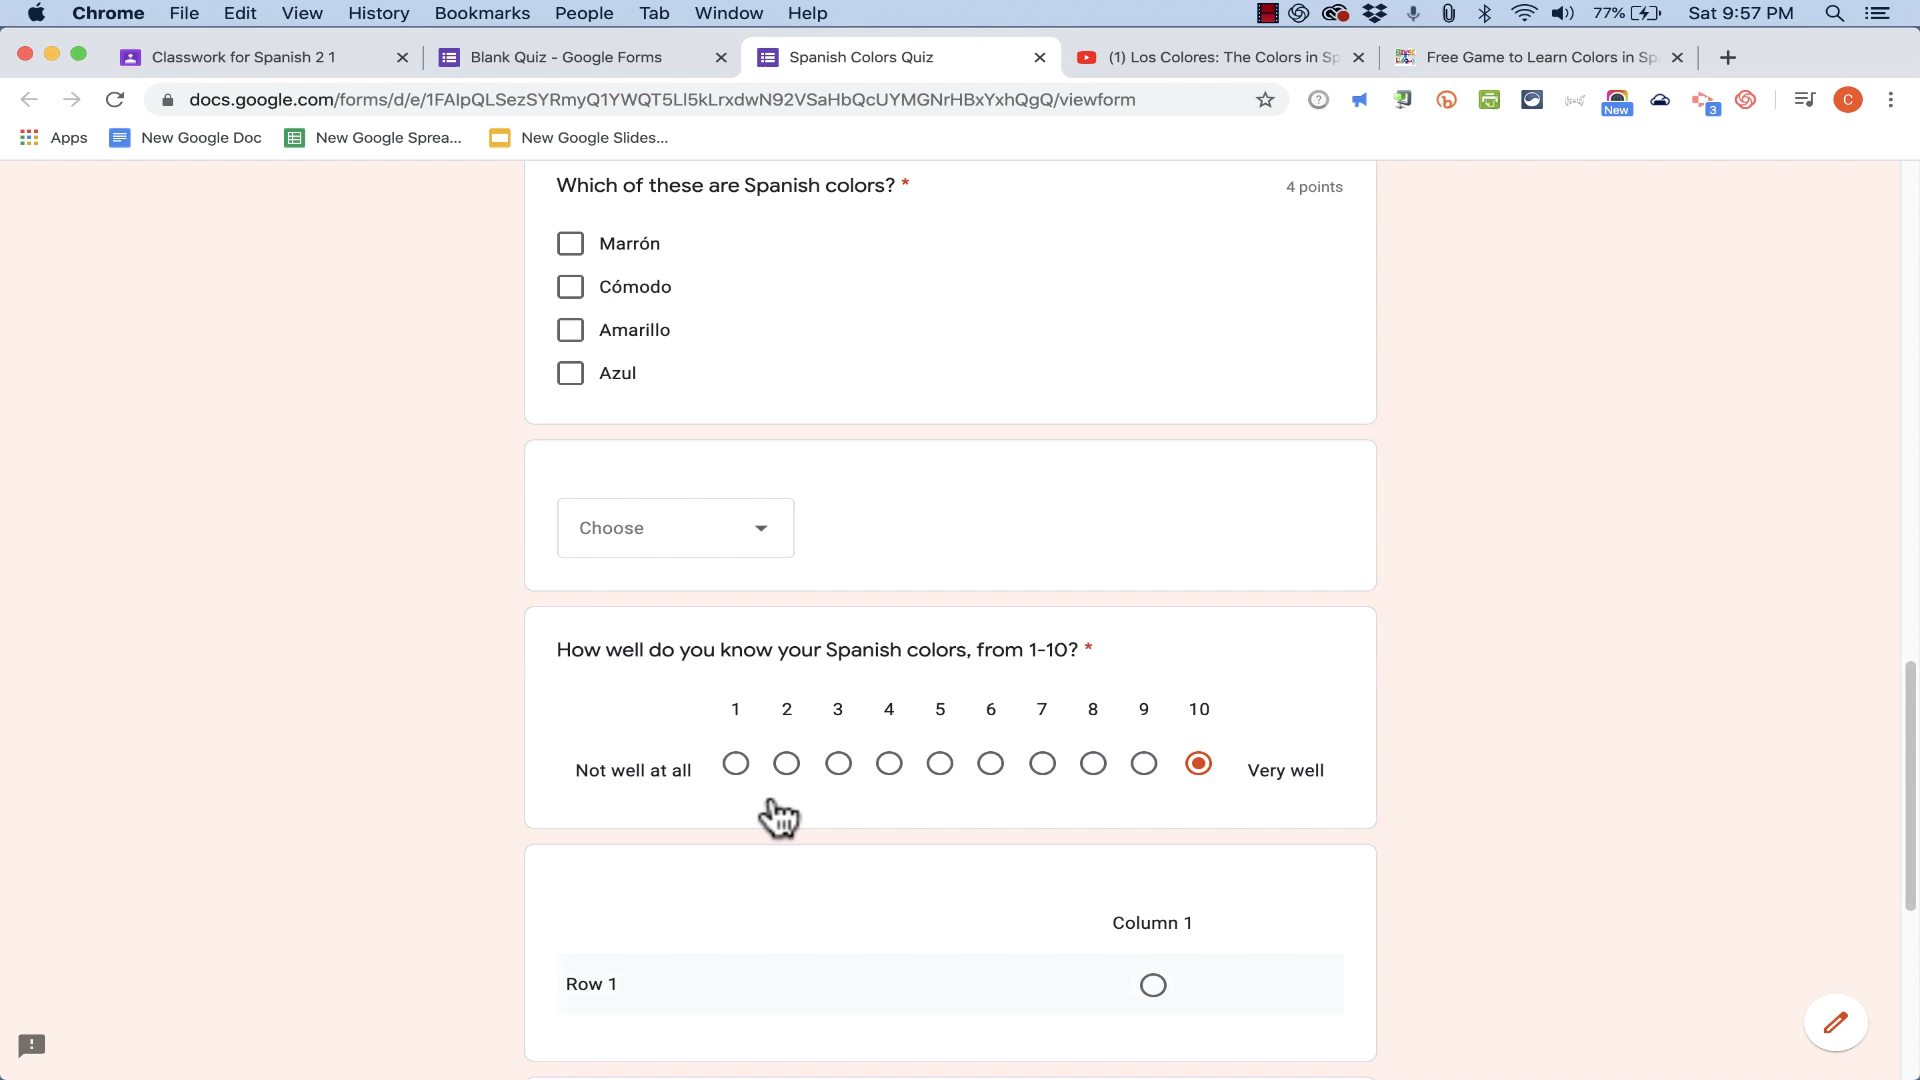 Chrome File Edit View History Bookmarks People Tab Window Help 77% Sat 9:57 PM
Classwork for Spanish 2 1 Blank Quiz - Google Forms Spanish Colors Quiz (1) Los Colores: The Colors in Sp Free Game to Learn Colors in Sp
docs.google.com/forms/d/e/1FAIpQLSezSYRmyQ1YWQT5Ll5kLrxdwN92VSaHbQcUYMGNrHBxYxhQgQ/viewform New 3 C
Apps New Google Doc New Google Sprea... New Google Slides...
Which of these are Spanish colors? * 4 points
Marrón
Cómodo
Amarillo
Azul
Choose
How well do you know your Spanish colors, from 1-10? *
1 2 3 4 5 6 7 8 9 10
Not well at all Very well
Column 1
Row 1